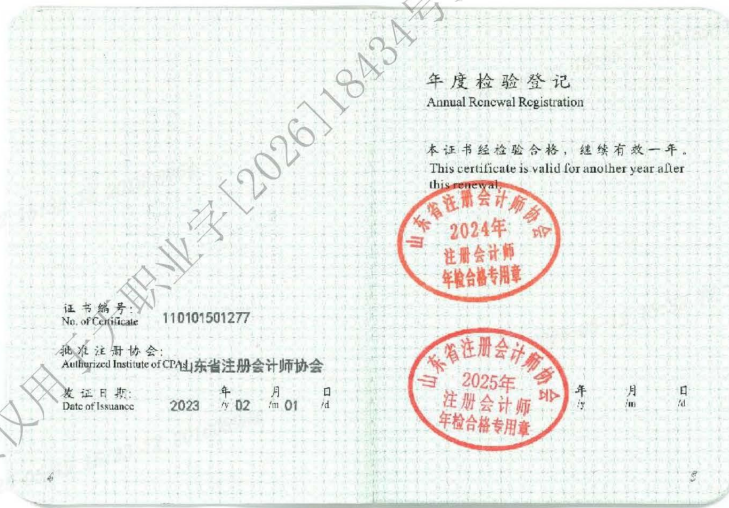 仅用于天职业字[2026]18434号
证书编号:
No. of Certificate
110101501277
批准注册协会:
Authorized Institute of CPAs
山东省注册会计师协会
发证日期:
Date of Issuance
2023 年 02 月 01 日
/y /m /d
6
年度检验登记
Annual Renewal Registration
本证书经检验合格，继续有效一年。
This certificate is valid for another year after
this renewal.
山东省注册会计师协会
2024年
注册会计师
年检合格专用章
山东省注册会计师协会
2025年
注册会计师
年检合格专用章
年 月 日
/y /m /d